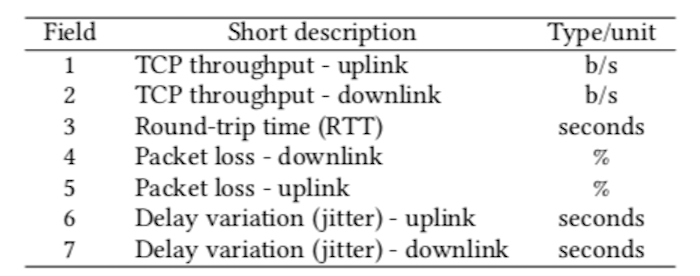 Field Short description Type/unit
1 TCP throughput - uplink b/s
2 TCP throughput - downlink b/s
3 Round-trip time (RTT) seconds
4 Packet loss - downlink %
5 Packet loss - uplink %
6 Delay variation (jitter) - uplink seconds
7 Delay variation (jitter) - downlink seconds